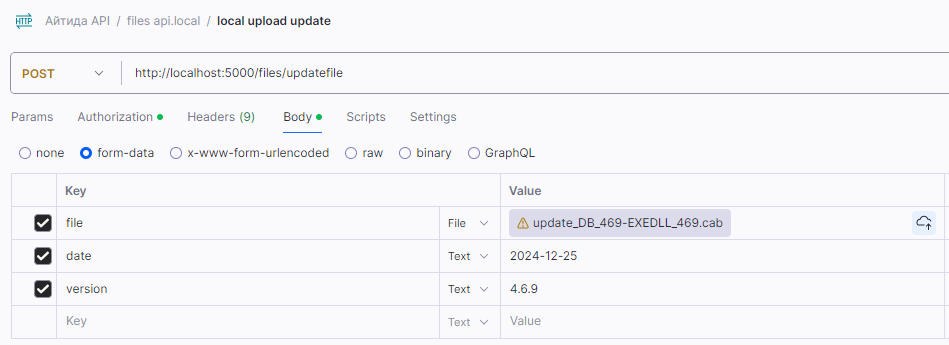 HTTP Айтида API / files api.local / local upload update
POST http://localhost:5000/files/updatefile
Params Authorization Headers (9) Body Scripts Settings
none form-data x-www-form-urlencoded raw binary GraphQL
Key Value
file File update_DB_469-EXEDLL_469.cab
date Text 2024-12-25
version Text 4.6.9
Key Text Value